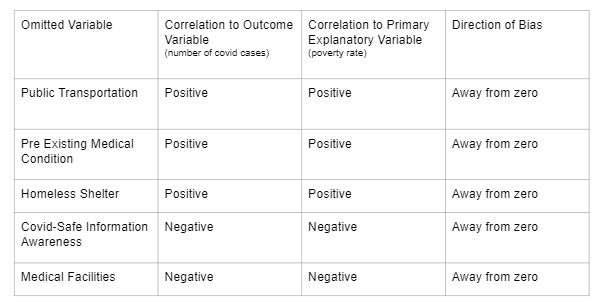 Omitted Variable
Correlation to Outcome
Variable
(number of covid cases)
Correlation to Primary
Explanatory Variable
(poverty rate)
Direction of Bias
Public Transportation
Positive
Positive
Away from zero
Pre Existing Medical
Condition
Positive
Positive
Away from zero
Homeless Shelter
Positive
Positive
Away from zero
Covid-Safe Information
Awareness
Negative
Negative
Away from zero
Medical Facilities
Negative
Negative
Away from zero